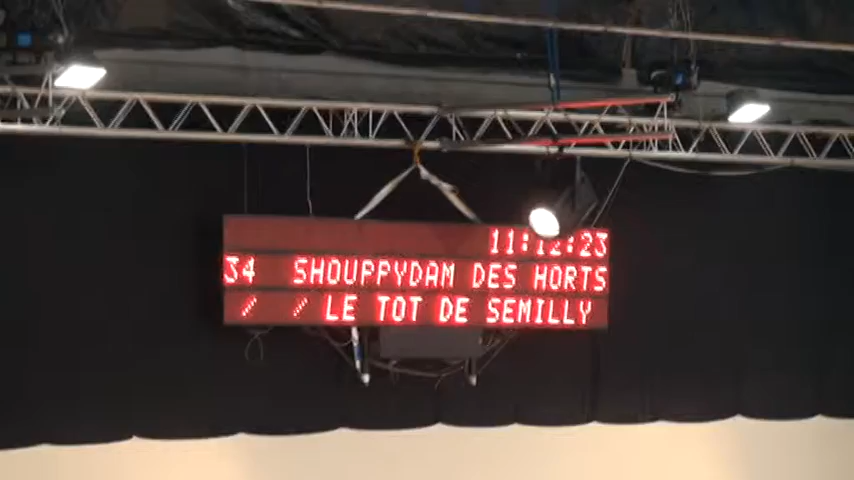 11:12:23
34 SHOUPPYDAM DES HORTS
/ / LE TOT DE SEMILLY